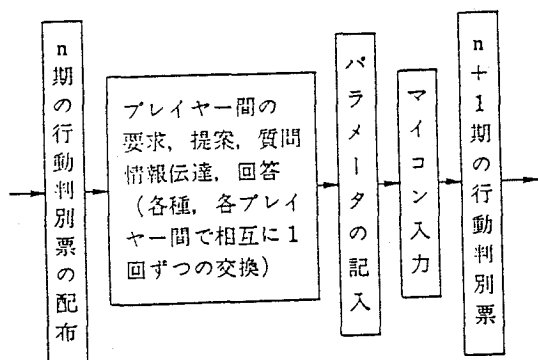 n期の行動判別票の配布
プレイヤー間の
要求，提案，質問
情報伝達，回答
（各種，各プレイ
ヤー間で相互に1
回ずつの交換）
パラメータの記入
マイコン入力
n＋1期の行動判別票